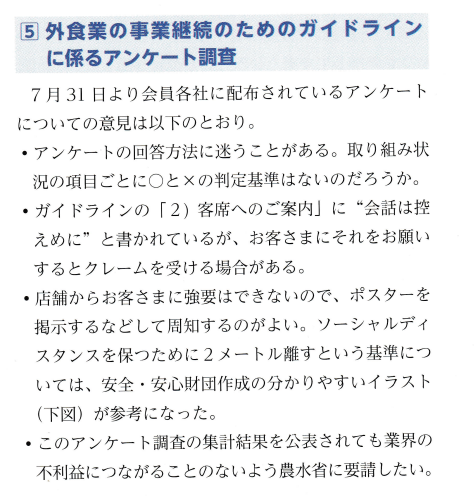 5 外食業の事業継続のためのガイドライン
に係るアンケート調査
7月31日より会員各社に配布されているアンケート
についての意見は以下のとおり。
・アンケートの回答方法に迷うことがある。取り組み状
況の項目ごとに○と×の判定基準はないのだろうか。
・ガイドラインの「2) 客席へのご案内」に“会話は控
えめに”と書かれているが、お客さまにそれをお願い
するとクレームを受ける場合がある。
・店舗からお客さまに強要はできないので、ポスターを
掲示するなどして周知するのがよい。ソーシャルディ
スタンスを保つために2メートル離すという基準につ
いては、安全・安心財団作成の分かりやすいイラスト
（下図）が参考になった。
・このアンケート調査の集計結果を公表されても業界の
不利益につながることのないよう農水省に要請したい。